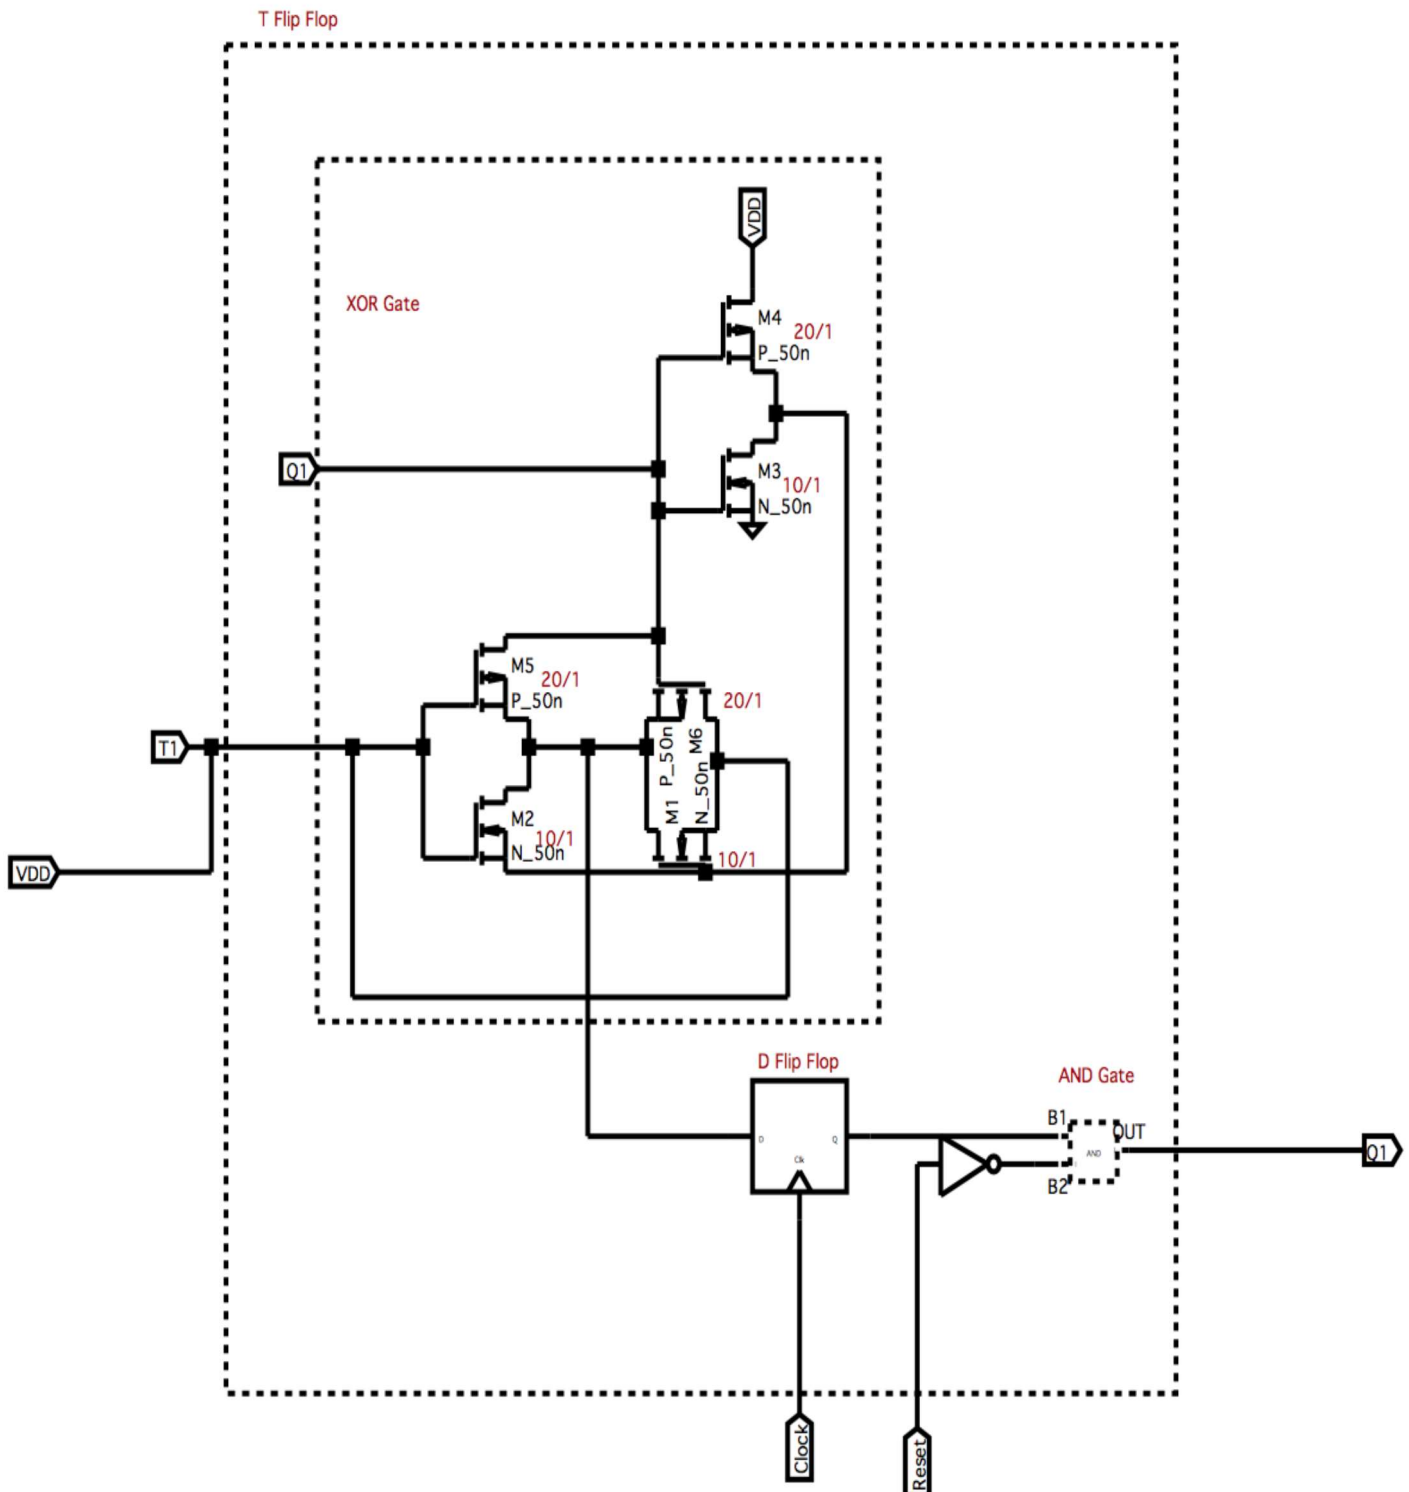 T Flip Flop
VDD
XOR Gate
M4
20/1
P_50n
Q1
M3
10/1
N_50n
M5
20/1
P_50n
20/1
P_50n
M6
T1
M1
N_50n
M2
10/1
N_50n
10/1
VDD
D Flip Flop
AND Gate
B1
OUT
D
Q
AND
Q1
Clk
B2
Clock
Reset